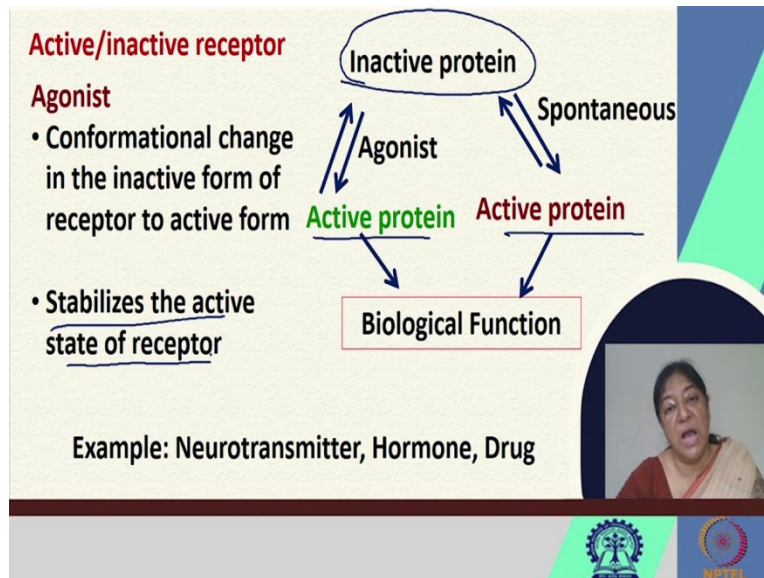 Active/inactive receptor
Agonist
• Conformational change
in the inactive form of
receptor to active form
• Stabilizes the active
state of receptor
Inactive protein
Agonist
Spontaneous
Active protein
Active protein
Biological Function
Example: Neurotransmitter, Hormone, Drug
NPTEL